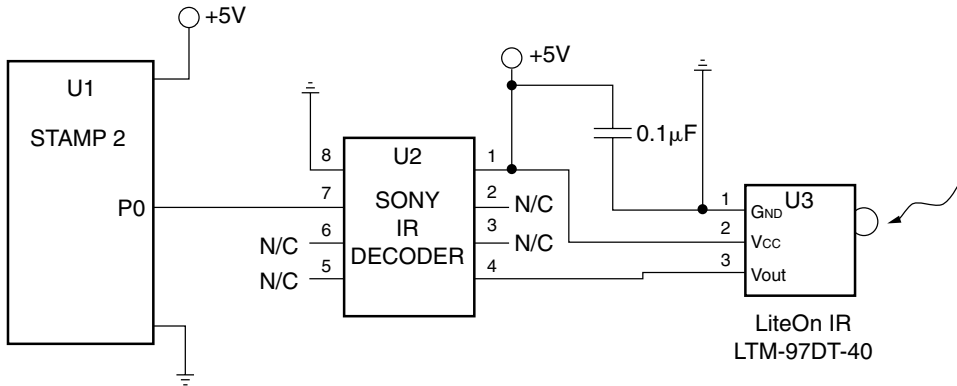 +5V
U1
STAMP 2
P0
8
7
6
5
N/C
N/C
U2
SONY
IR
DECODER
1
2
3
4
N/C
N/C
+5V
0.1μF
1
2
3
U3
GND
VCC
Vout
LiteOn IR
LTM-97DT-40